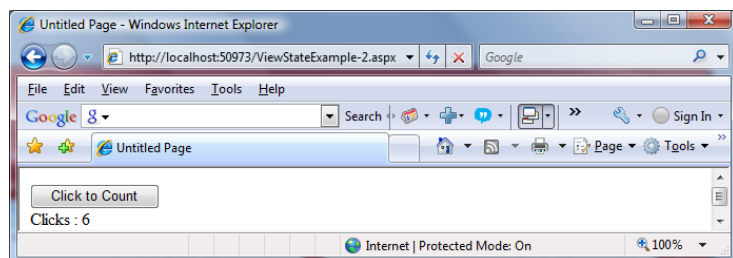 Untitled Page - Windows Internet Explorer
http://localhost:50973/ViewStateExample-2.aspx
Google
File Edit View Favorites Tools Help
Google g Search » Sign In
Untitled Page Page Tools »
Click to Count
Clicks : 6
Internet | Protected Mode: On 100%